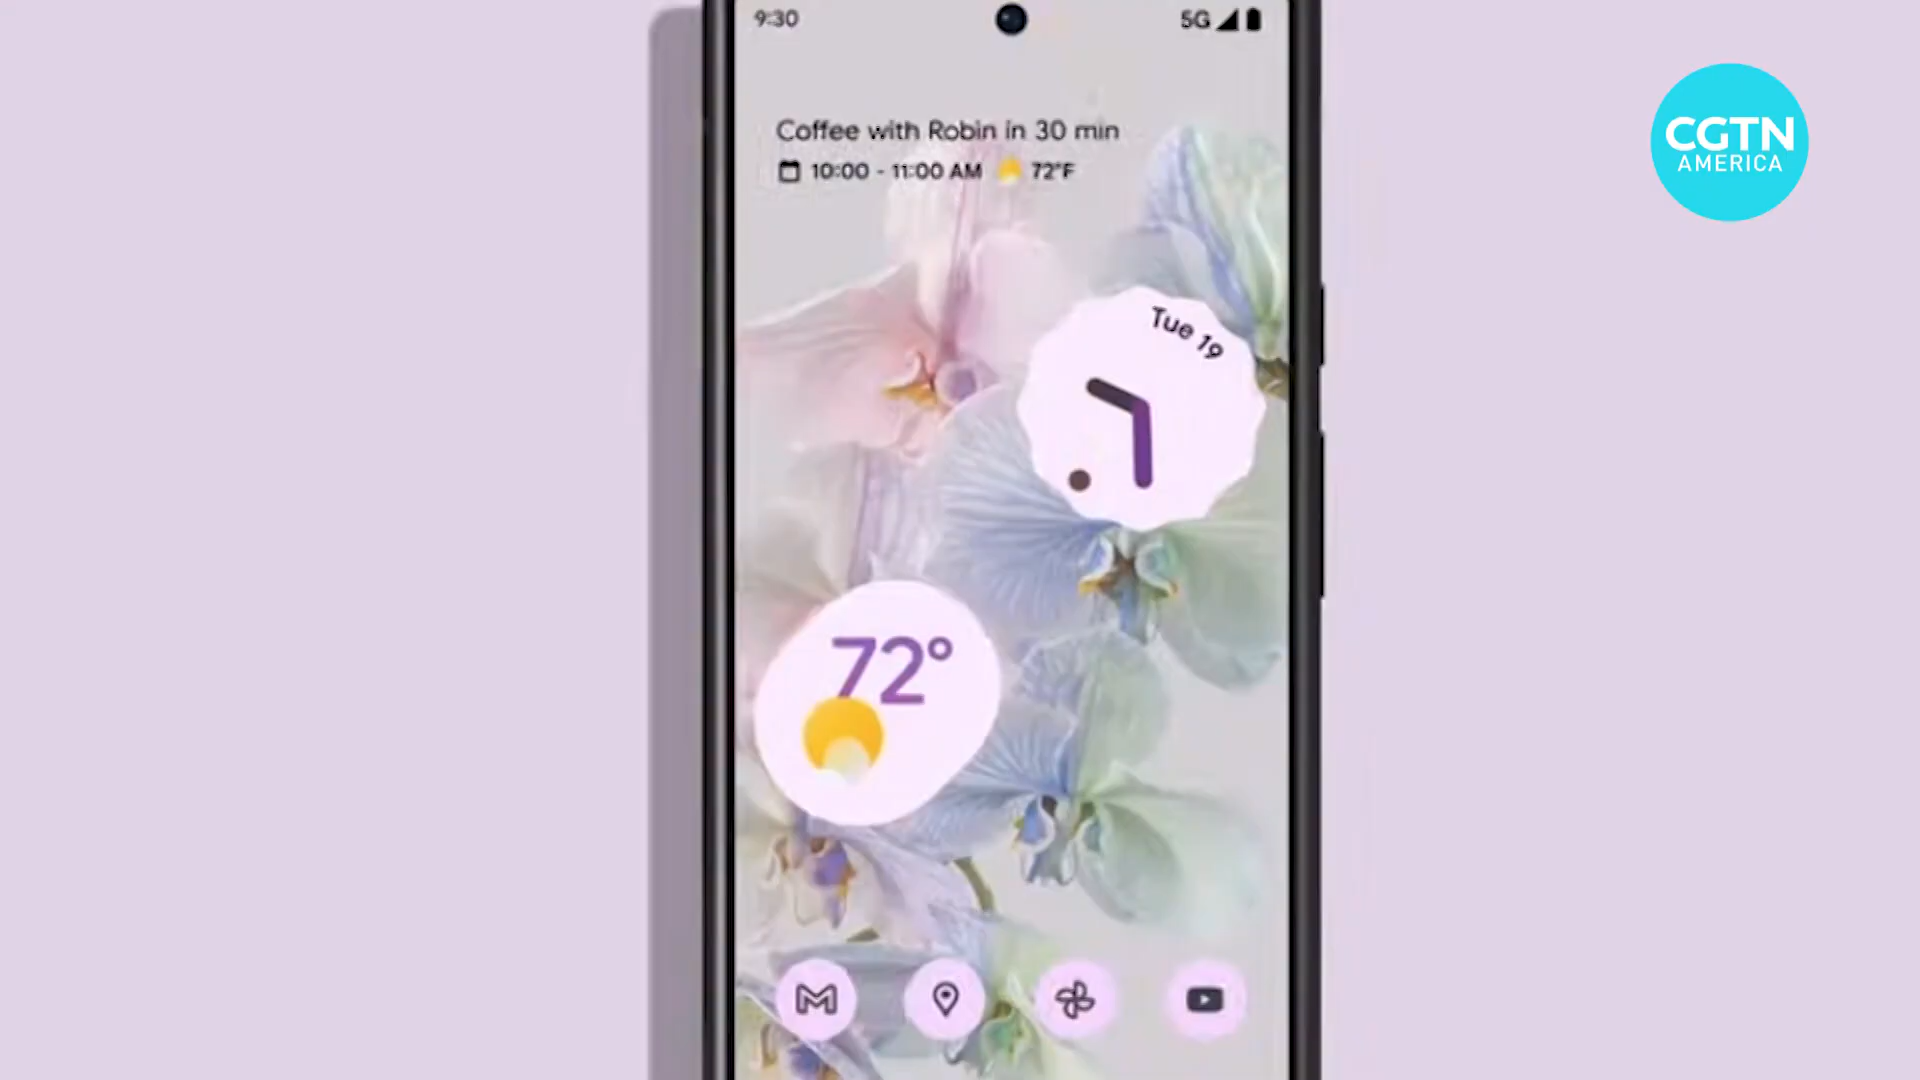 9:30
5G
CGTN
AMERICA
Coffee with Robin in 30 min
10:00 - 11:00 AM 72°F
Tue 19
72°